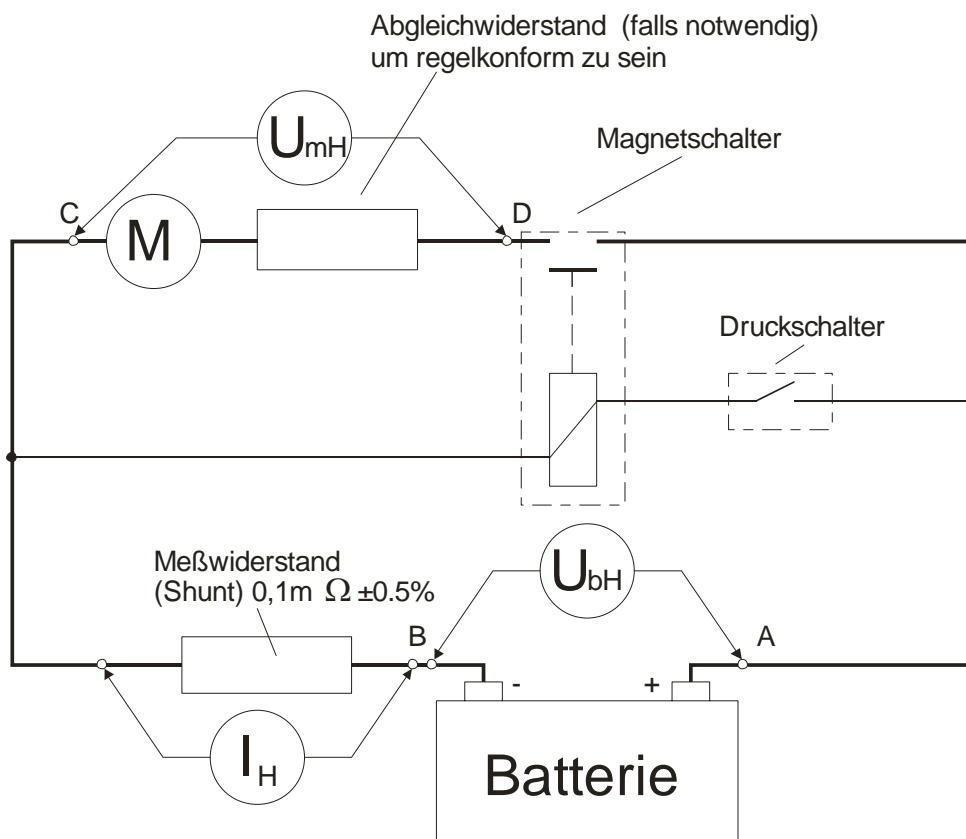 Abgleichwiderstand (falls notwendig)
um regelkonform zu sein
UmH
Magnetschalter
C
M
D
Druckschalter
Meßwiderstand
(Shunt) 0,1m Ω ±0.5%
UbH
B
A
- +
IH
Batterie